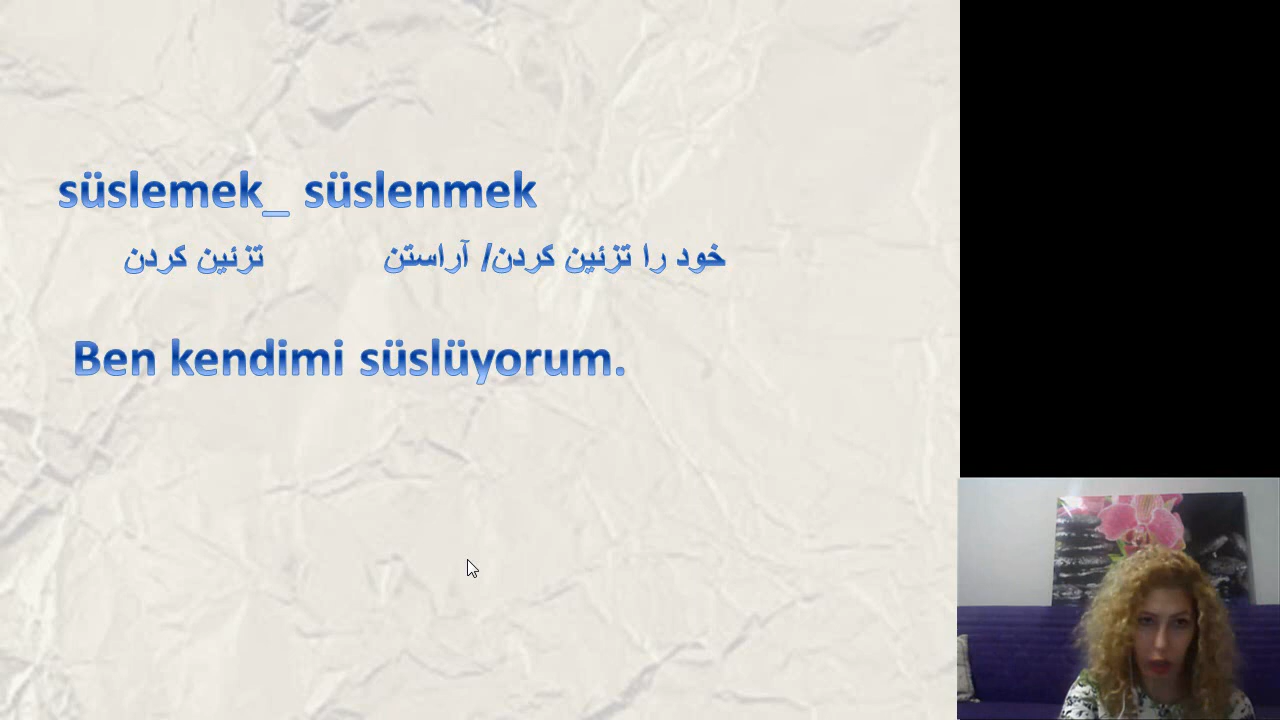 süslemek_ süslenmek
تزئین کردن خود را تزئین کردن/ آراستن
Ben kendimi süslüyorum.